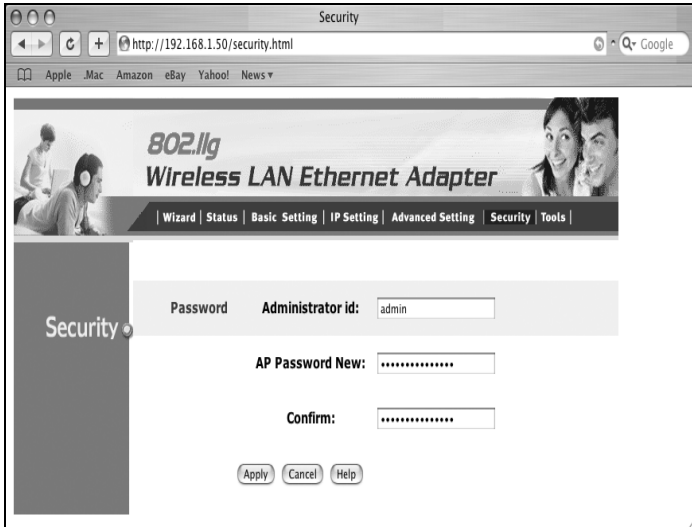 Security
http://192.168.1.50/security.html
Google
Apple .Mac Amazon eBay Yahoo! News
802.11g
Wireless LAN Ethernet Adapter
| Wizard | Status | Basic Setting | IP Setting | Advanced Setting | Security | Tools |
Security
Password Administrator id: admin
AP Password New: •••••••••••••••
Confirm: •••••••••••••••
Apply Cancel Help